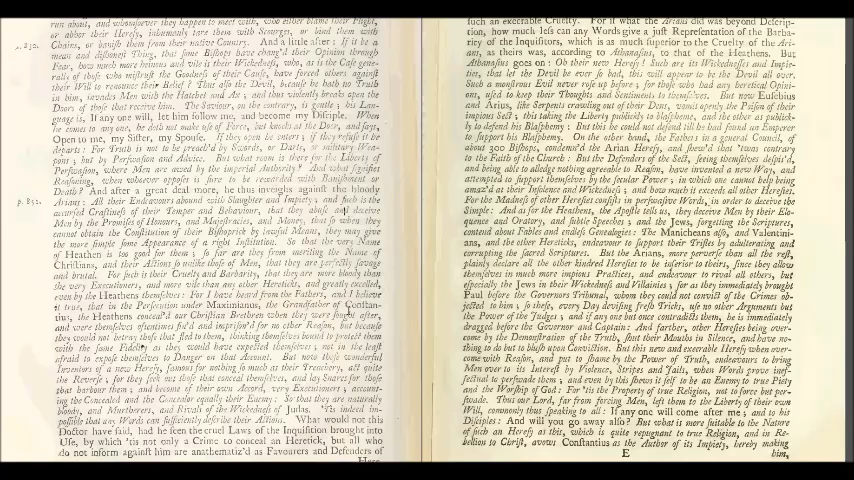 run about, and whosoever they happen to meet with, who either blame their Flight,
or abhor their Heresy, inhumanly tare them with Scourges, or bind them with
Chains, or banish them from their native Country. And a little after: If it be a
mean and dishonest Thing, that some Bishops have chang'd their Opinion through
Fear, how much more heinous and vile is their Wickedness, who, as is the Case gene-
rally of those who mistrust the Goodness of their Cause, have forced others against
their Will to renounce their Belief? Thus also the Devil, because he hath no Truth
in him, invades Men with the Hatchet and Ax; and thus violently breaks open the
Doors of those that receive him. The Saviour, on the contrary, is gentle; his Lan-
guage is, If any one will, let him follow me, and become my Disciple. When
he comes to any one, he doth not make use of Force, but knocks at the Door, and says,
Open to me, my Sister, my Spouse. If they open he enters; if they refuse it he
departs: For Truth is not to be preach'd by Swords, or Darts, or military Wea-
pons; but by Perswasion and Advice. But what room is there for the Liberty of
Perswasion, where Men are awed by the imperial Authority? And what signifies
Reasoning, when whoever opposes is sure to be rewarded with Banishment or
Death? And after a great deal more, he thus inveighs against the bloody
p. 852. Arians: All their Endeavours abound with Slaughter and Impiety; and such is the
accursed Craftiness of their Temper and Behaviour, that they abuse and deceive
Men by the Promises of Honours, and Majestracies, and Money, that so when they
cannot obtain the Constitution of their Bishoprick by lawful Means, they may give
the more simple some Appearance of a right Institution. So that the very Name
of Heathen is too good for them; so far are they from meriting the Name of
Christians, and their Actions so unlike those of Men, that they are perfectly savage
and brutal. For such is their Cruelty and Barbarity, that they are more bloody than
the very Executioners, and more vile than any other Hereticks, and greatly excelled,
even by the Heathens themselves: For I have heard from the Fathers, and I believe
it true, that in the Persecution under Maximianus, the Grandfather of Constan-
tius, the Heathens conceal'd our Christian Brethren when they were sought after,
and were themselves oftentimes fin'd and imprison'd for no other Reason, but because
they would not betray those that fled to them, thinking themselves bound to protect them
with the same Fidelity as they would have expected themselves; and not in the least
afraid to expose themselves to Danger on that Account. But now these wonderful
Inventors of a new Heresy, famous for nothing so much as their Treachery, act quite
the Reverse, for they seek out those that conceal themselves, and lay Snares for those
that harbour them; and become of their own Accord, very Executioners; account-
ing the Concealed and the Concealer equally their Enemy: So that they are naturally
bloody, and Murtherers, and Rivals of the Wickedness of Judas. 'Tis indeed im-
possible that any Words can sufficiently describe their Actions. What would not this
Doctor have said, had he seen the cruel Laws of the Inquisition brought into
Use, by which 'tis not only a Crime to conceal an Heretick, but all who
do not inform against him are anathematiz'd as Favourers and Defenders of
such an execrable Cruelty. For if what the Arians did was beyond Descrip-
tion, how much less can any Words give a just Representation of the Barba-
rity of the Inquisitors, which is as much superior to the Cruelty of the Ari-
ans, as theirs was, according to Athanasius, to that of the Heathens. But
Athanasius goes on: Oh their new Heresy! Such are its Wickednesses and Impie-
ties, that let the Devil be ever so bad, this will appear to be the Devil all over.
Such a monstrous Evil never rose up before; for those who had any heretical Opini-
ons, used to keep their Thoughts and Sentiments to themselves. But now Eusebius
and Arius, like Serpents crawling out of their Dens, vomit openly the Poison of their
impious Sect; this taking the Liberty publickly to blaspheme, and the other as publick-
ly to defend his Blasphemy: But this he could not defend till he had found an Emperor
to support his Blasphemy. On the other hand, the Fathers in a general Council, of
about 300 Bishops, condemn'd the Arian Heresy, and shew'd that 'twas contrary
to the Faith of the Church: But the Defenders of the Sect, seeing themselves despis'd,
and being able to alledge nothing agreeable to Reason, have invented a new Way, and
attempted to support themselves by the secular Power; in which one cannot help being
amaz'd at their Insolence and Wickedness; and how much it exceeds all other Heresies.
For the Madness of other Heresies consists in perswasive Words, in order to deceive the
Simple: And as for the Heathens, the Apostle tells us, they deceive Men by their Elo-
quence and Oratory, and subtle Speeches; and the Jews, forgetting the Scriptures,
contend about Fables and endless Genealogies: The Manicheans also, and Valentini-
ans, and the other Hereticks, endeavour to support their Trifles by adulterating and
corrupting the sacred Scriptures. But the Arians, more perverse than all the rest,
plainly declare all the other kindred Heresies to be inferior to theirs, since they allow
themselves in much more impious Practices, and endeavour to rival all others, but
especially the Jews in their Wickedness and Villainies; for as they immediately brought
Paul before the Governors Tribunal, whom they could not convict of the Crimes ob-
jected to him; so these, every Day devising fresh Tricks, use no other Arguments but
the Power of the Judges; and if any one but once contradicts them, he is immediately
dragged before the Governor and Captain: And farther, other Heresies being over-
come by the Demonstration of the Truth, shut their Mouths in Silence, and have no-
thing to do but to blush upon Conviction. But this new and execrable Heresy when over-
come with Reason, and put to shame by the Power of Truth, endeavours to bring
Men over to its Interest by Violence, Stripes and Jails, when Words prove inef-
fectual to perswade them; and even by this shews it self to be an Enemy to true Piety
and the Worship of God: For 'tis the Property of true Religion, not to force but per-
swade. Thus our Lord, far from forcing Men, left them to the Liberty of their own
Will, commonly thus speaking to all: If any one will come after me; and to his
Disciples: And will you go away also? But what is more suitable to the Nature
of such an Heresy as this, which is quite repugnant to true Religion, and in Re-
bellion to Christ, avows Constantius as the Author of its Impiety, hereby making
E him,